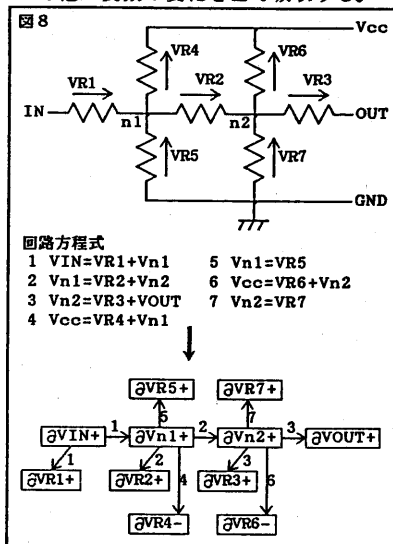 図8
Vcc
VR4
VR6
VR1
VR2
VR3
IN
n1
n2
OUT
VR5
VR7
GND
回路方程式
1 VIN=VR1+Vn1
2 Vn1=VR2+Vn2
3 Vn2=VR3+VOUT
4 Vcc=VR4+Vn1
5 Vn1=VR5
6 Vcc=VR6+Vn2
7 Vn2=VR7
∂VR5+
∂VR7+
5
7
∂VIN+
1
∂Vn1+
2
∂Vn2+
3
∂VOUT+
1
2
4
3
6
∂VR1+
∂VR2+
∂VR3+
∂VR4-
∂VR6-